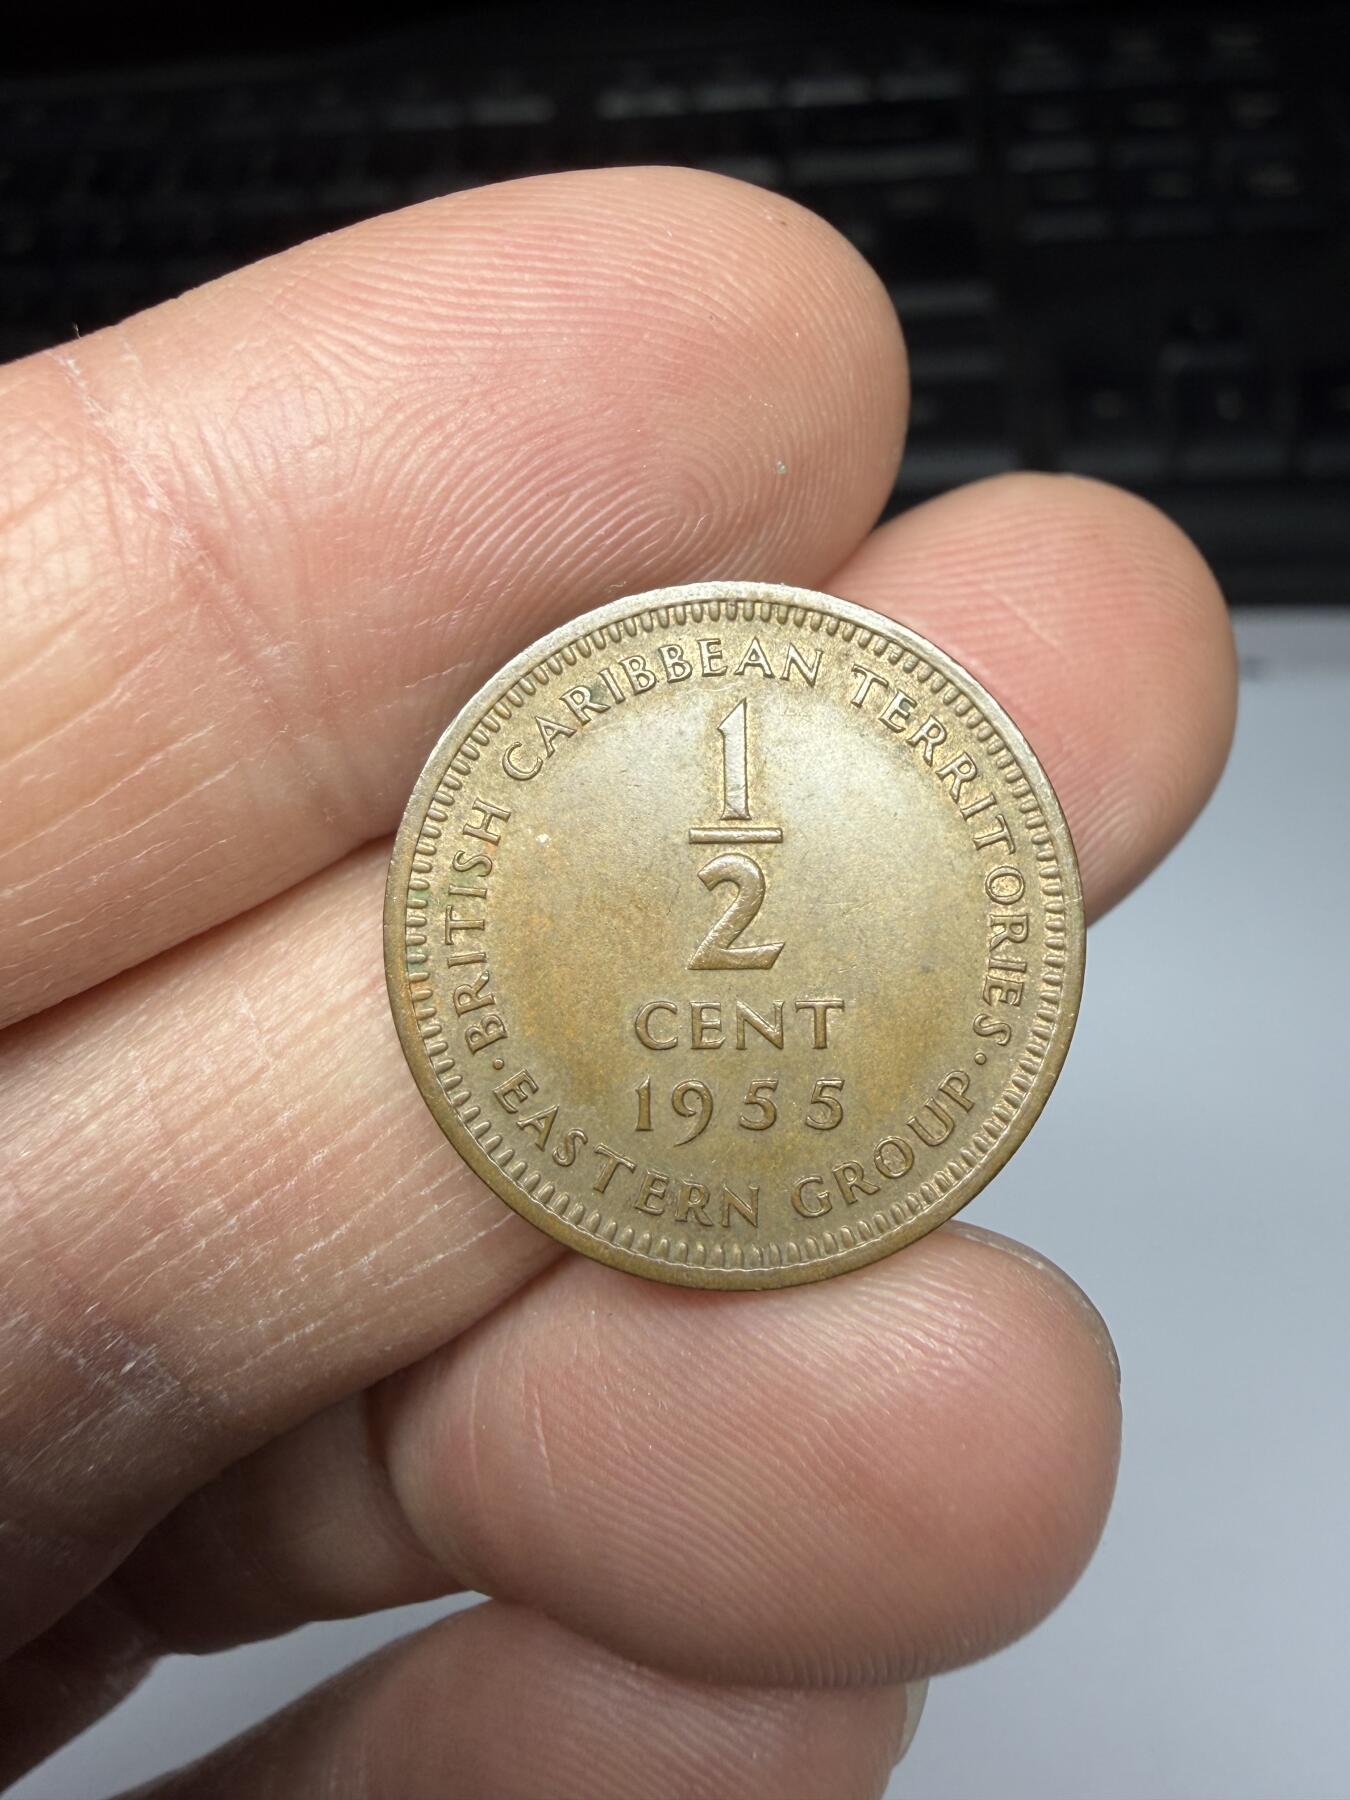 BRITISH CARIBBEAN TERRITORIES
1
2
CENT
1955
· EASTERN GROUP ·